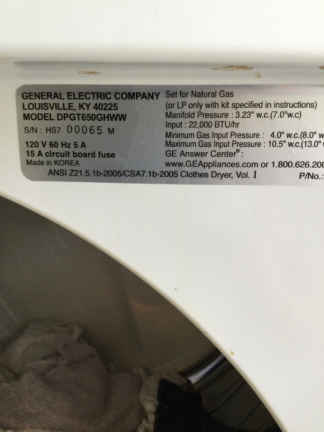 GENERAL ELECTRIC COMPANY
LOUISVILLE, KY 40225
MODEL DPGT650GHWW
S/N : HS7 00065 M
120 V 60 Hz 5 A
15 A circuit board fuse
Made in KOREA
Set for Natural Gas
(or LP only with kit specified in instructions)
Manifold Pressure : 3.23" w.c.(7.0"w.c)
Input : 22,000 BTU/hr
Minimum Gas Input Pressure : 4.0" w.c.(8.0" w
Maximum Gas Input Pressure : 10.5" w.c.(13.0"
GE Answer Center® :
www.GEAppliances.com or 1.800.626.200
ANSI Z21.5.1b-2005/CSA7.1b-2005 Clothes Dryer, Vol. I
P/No.: